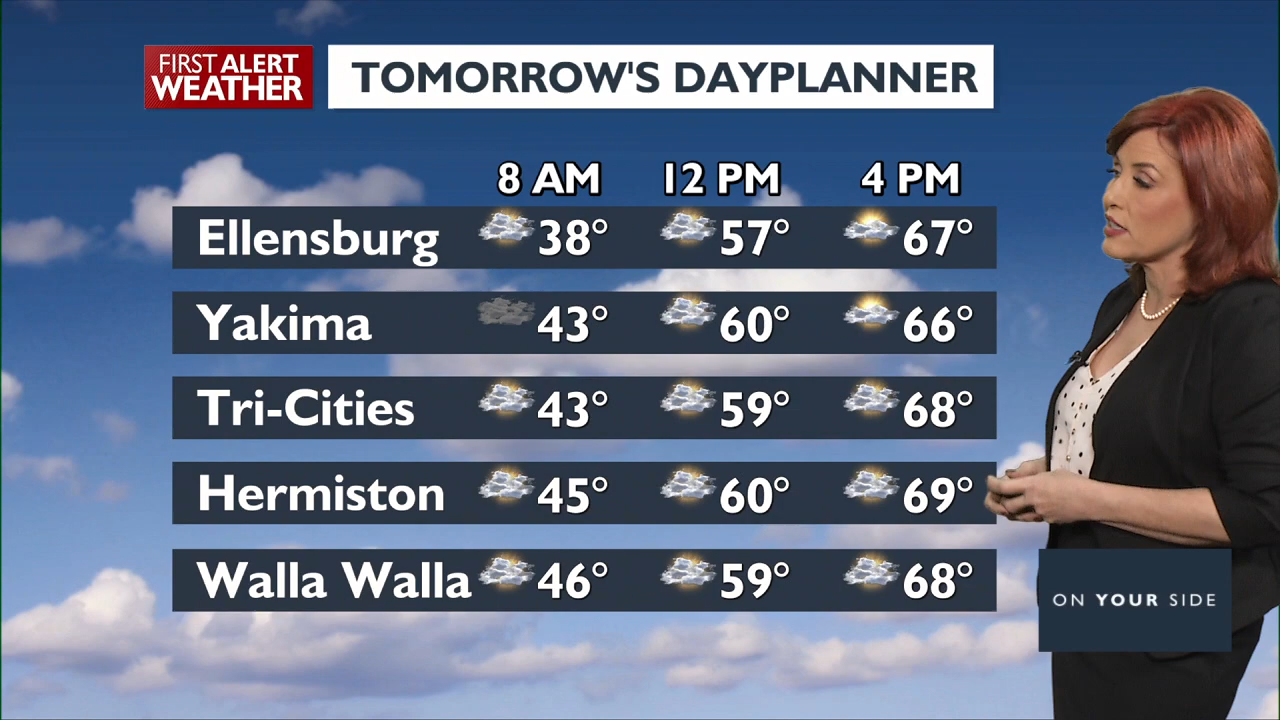 FIRST ALERT
WEATHER
TOMORROW'S DAYPLANNER
8 AM 12 PM 4 PM
Ellensburg 38° 57° 67°
Yakima 43° 60° 66°
Tri-Cities 43° 59° 68°
Hermiston 45° 60° 69°
Walla Walla 46° 59° 68°
ON YOUR SIDE